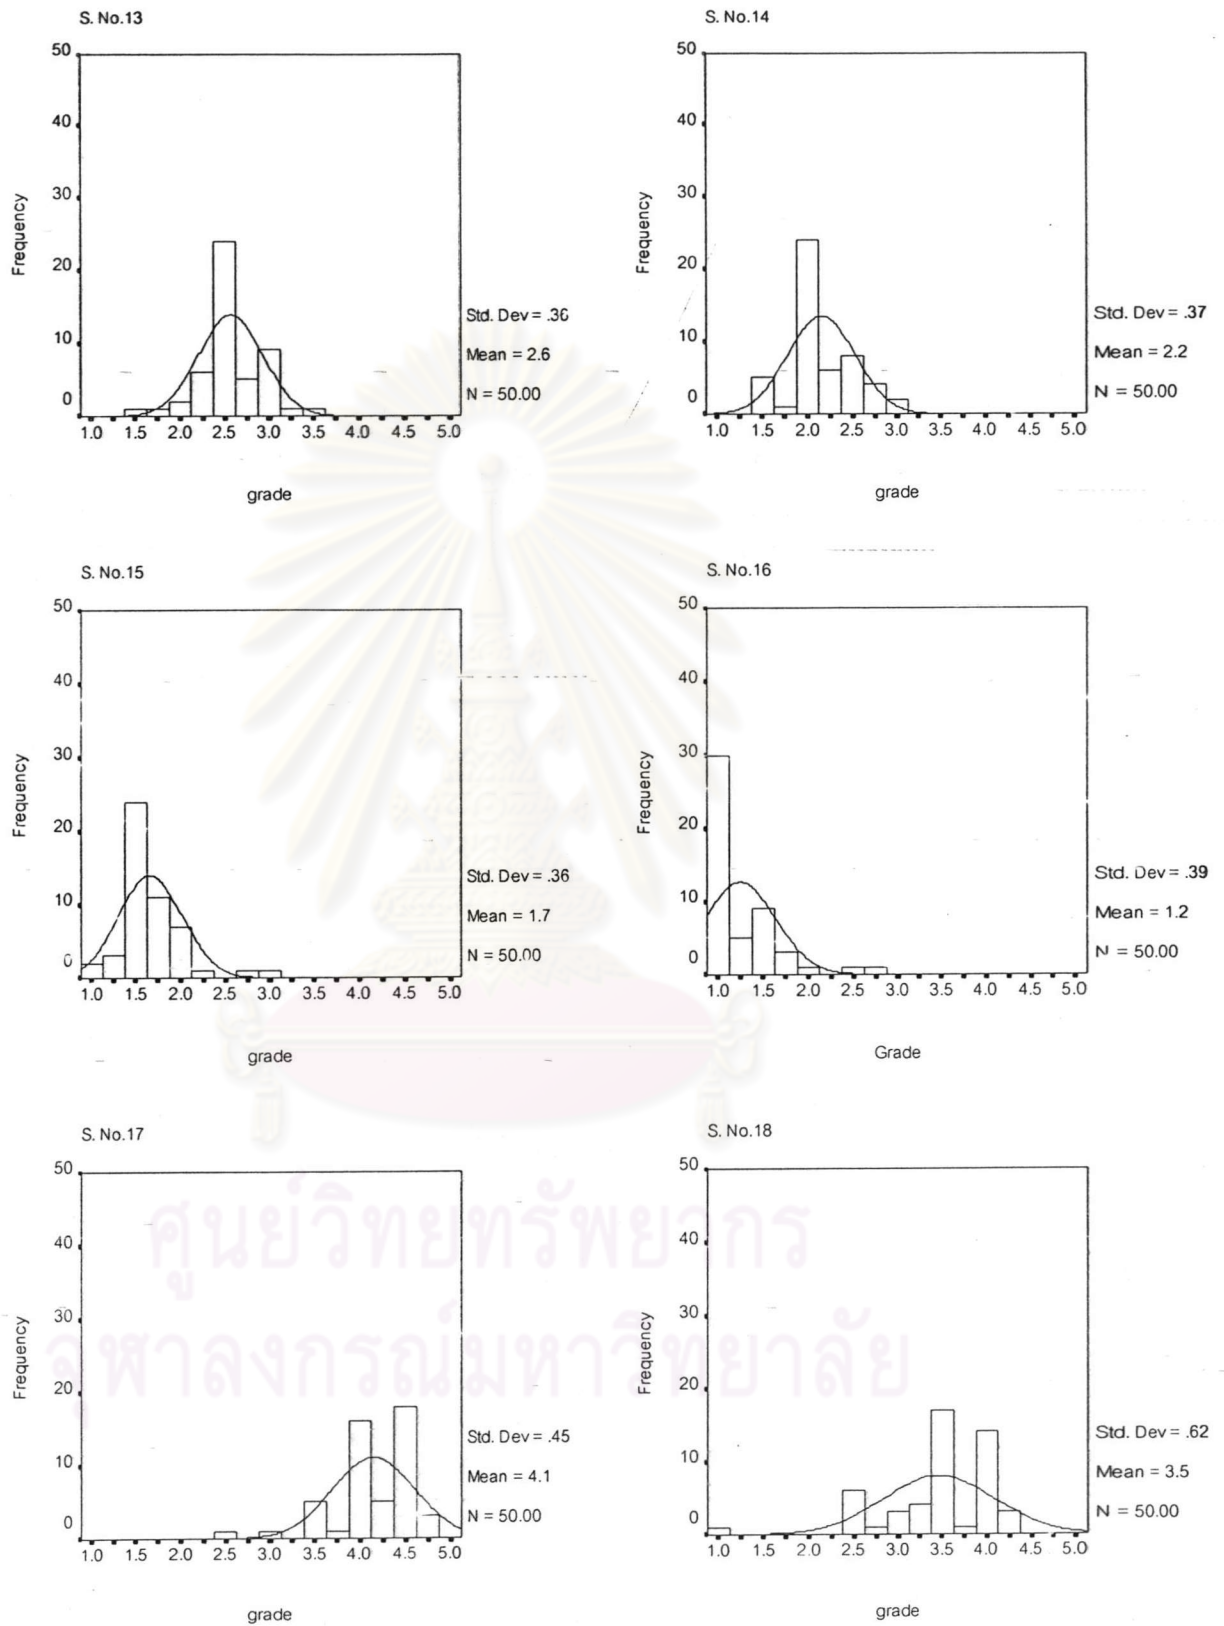 S. No.13
50
40
30
20
10
0
Frequency
1.0 1.5 2.0 2.5 3.0 3.5 4.0 4.5 5.0
grade
Std. Dev = .36
Mean = 2.6
N = 50.00
S. No.14
50
40
30
20
10
0
Frequency
1.0 1.5 2.0 2.5 3.0 3.5 4.0 4.5 5.0
grade
Std. Dev = .37
Mean = 2.2
N = 50.00
S. No.15
50
40
30
20
10
0
Frequency
1.0 1.5 2.0 2.5 3.0 3.5 4.0 4.5 5.0
grade
Std. Dev = .36
Mean = 1.7
N = 50.00
S. No.16
50
40
30
20
10
0
Frequency
1.0 1.5 2.0 2.5 3.0 3.5 4.0 4.5 5.0
Grade
Std. Dev = .39
Mean = 1.2
N = 50.00
S. No.17
50
40
30
20
10
0
Frequency
1.0 1.5 2.0 2.5 3.0 3.5 4.0 4.5 5.0
grade
Std. Dev = .45
Mean = 4.1
N = 50.00
S. No.18
50
40
30
20
10
0
Frequency
1.0 1.5 2.0 2.5 3.0 3.5 4.0 4.5 5.0
grade
Std. Dev = .62
Mean = 3.5
N = 50.00
ศูนย์วิทยทรัพยากร
จุฬาลงกรณ์มหาวิทยาลัย